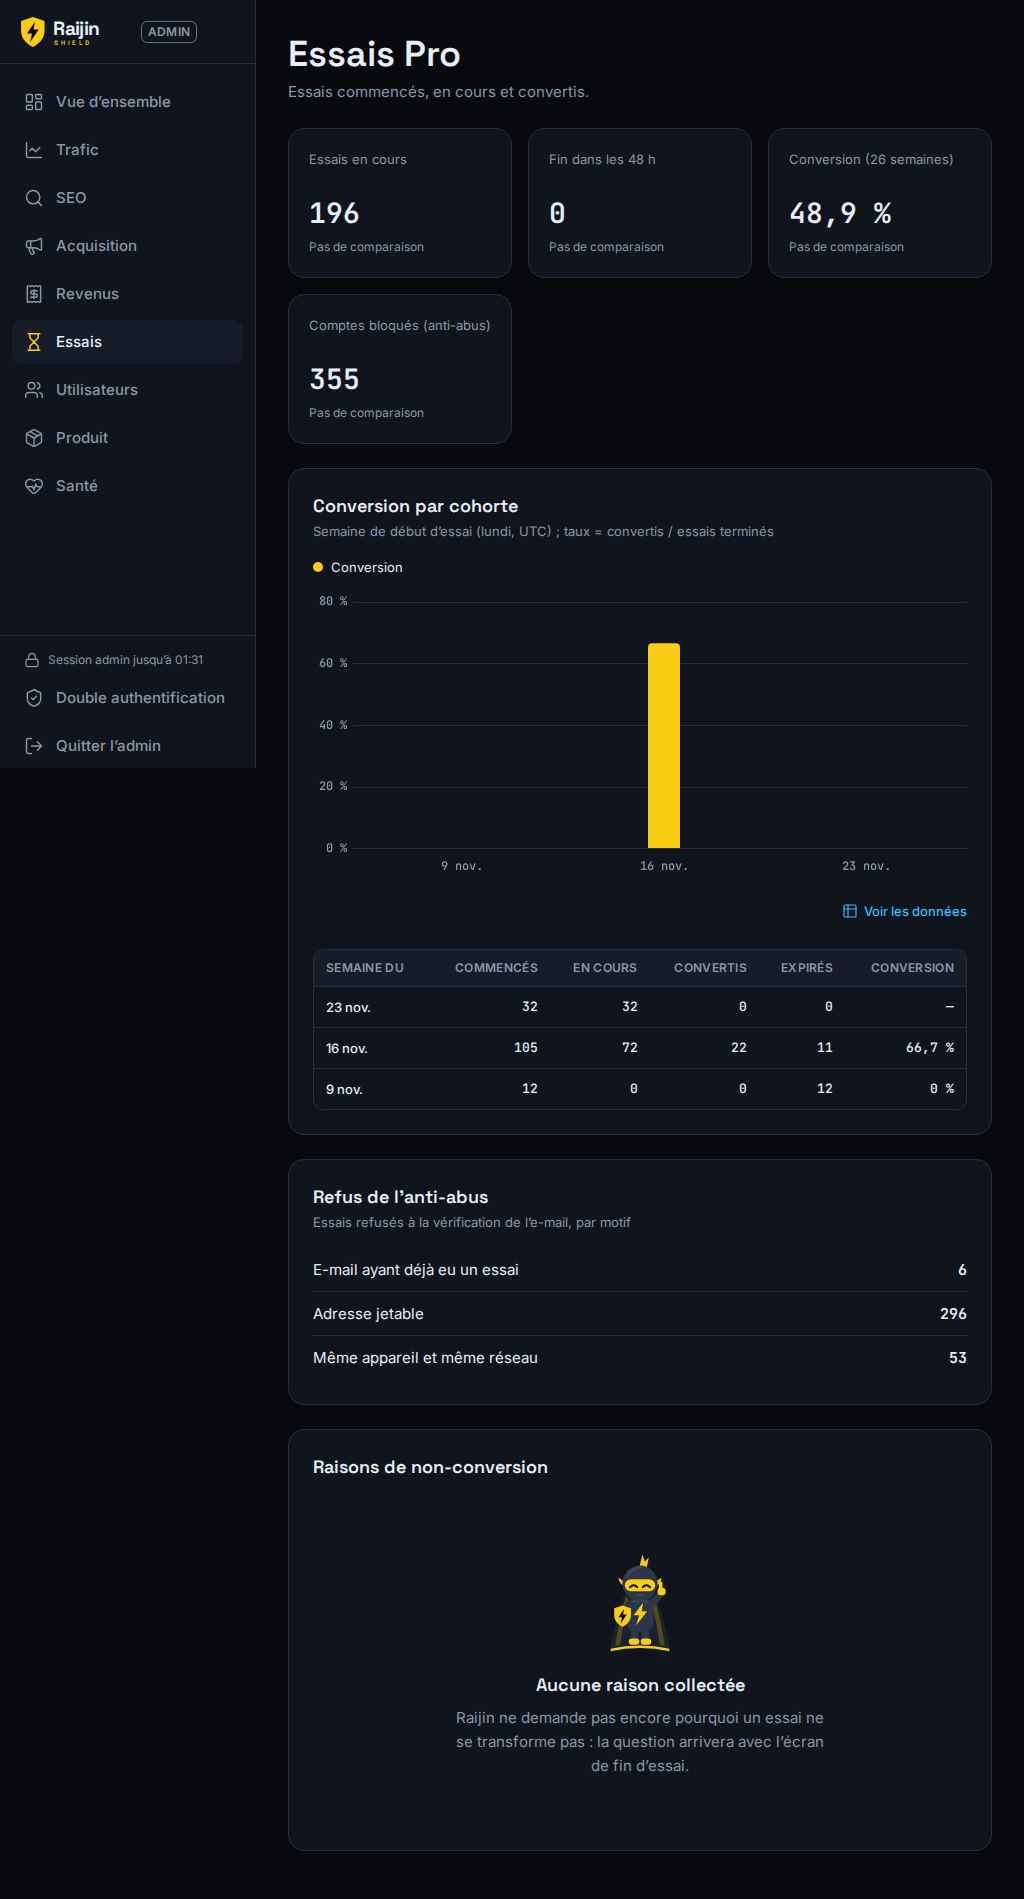 Raijin
SHIELD
ADMIN
Vue d’ensemble
Trafic
SEO
Acquisition
Revenus
Essais
Utilisateurs
Produit
Santé
Session admin jusqu’à 01:31
Double authentification
Quitter l’admin
Essais Pro
Essais commencés, en cours et convertis.
Essais en cours
196
Pas de comparaison
Fin dans les 48 h
0
Pas de comparaison
Conversion (26 semaines)
48,9 %
Pas de comparaison
Comptes bloqués (anti-abus)
355
Pas de comparaison
Conversion par cohorte
Semaine de début d’essai (lundi, UTC) ; taux = convertis / essais terminés
Conversion
80 %
60 %
40 %
20 %
0 %
9 nov. 16 nov. 23 nov.
Voir les données
SEMAINE DU COMMENCÉS EN COURS CONVERTIS EXPIRÉS CONVERSION
23 nov. 32 32 0 0 —
16 nov. 105 72 22 11 66,7 %
9 nov. 12 0 0 12 0 %
Refus de l’anti-abus
Essais refusés à la vérification de l’e-mail, par motif
E-mail ayant déjà eu un essai 6
Adresse jetable 296
Même appareil et même réseau 53
Raisons de non-conversion
Aucune raison collectée
Raijin ne demande pas encore pourquoi un essai ne
se transforme pas : la question arrivera avec l’écran
de fin d’essai.